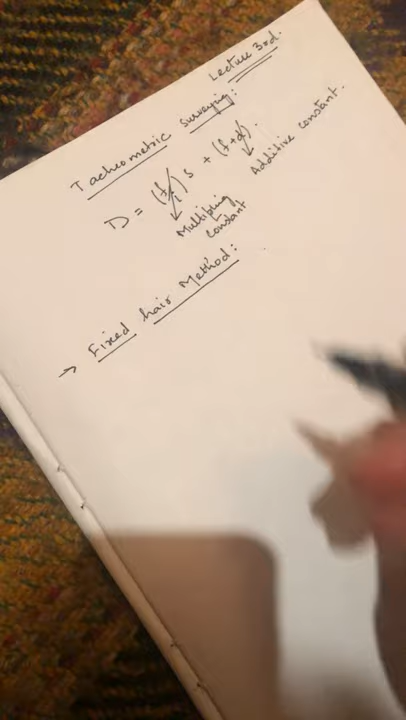 Lecture 3rd.
Tacheometric Surveying:
D = (f/i) s + (f+d).
Multiplying constant
Additive constant.
→ Fixed hair Method: